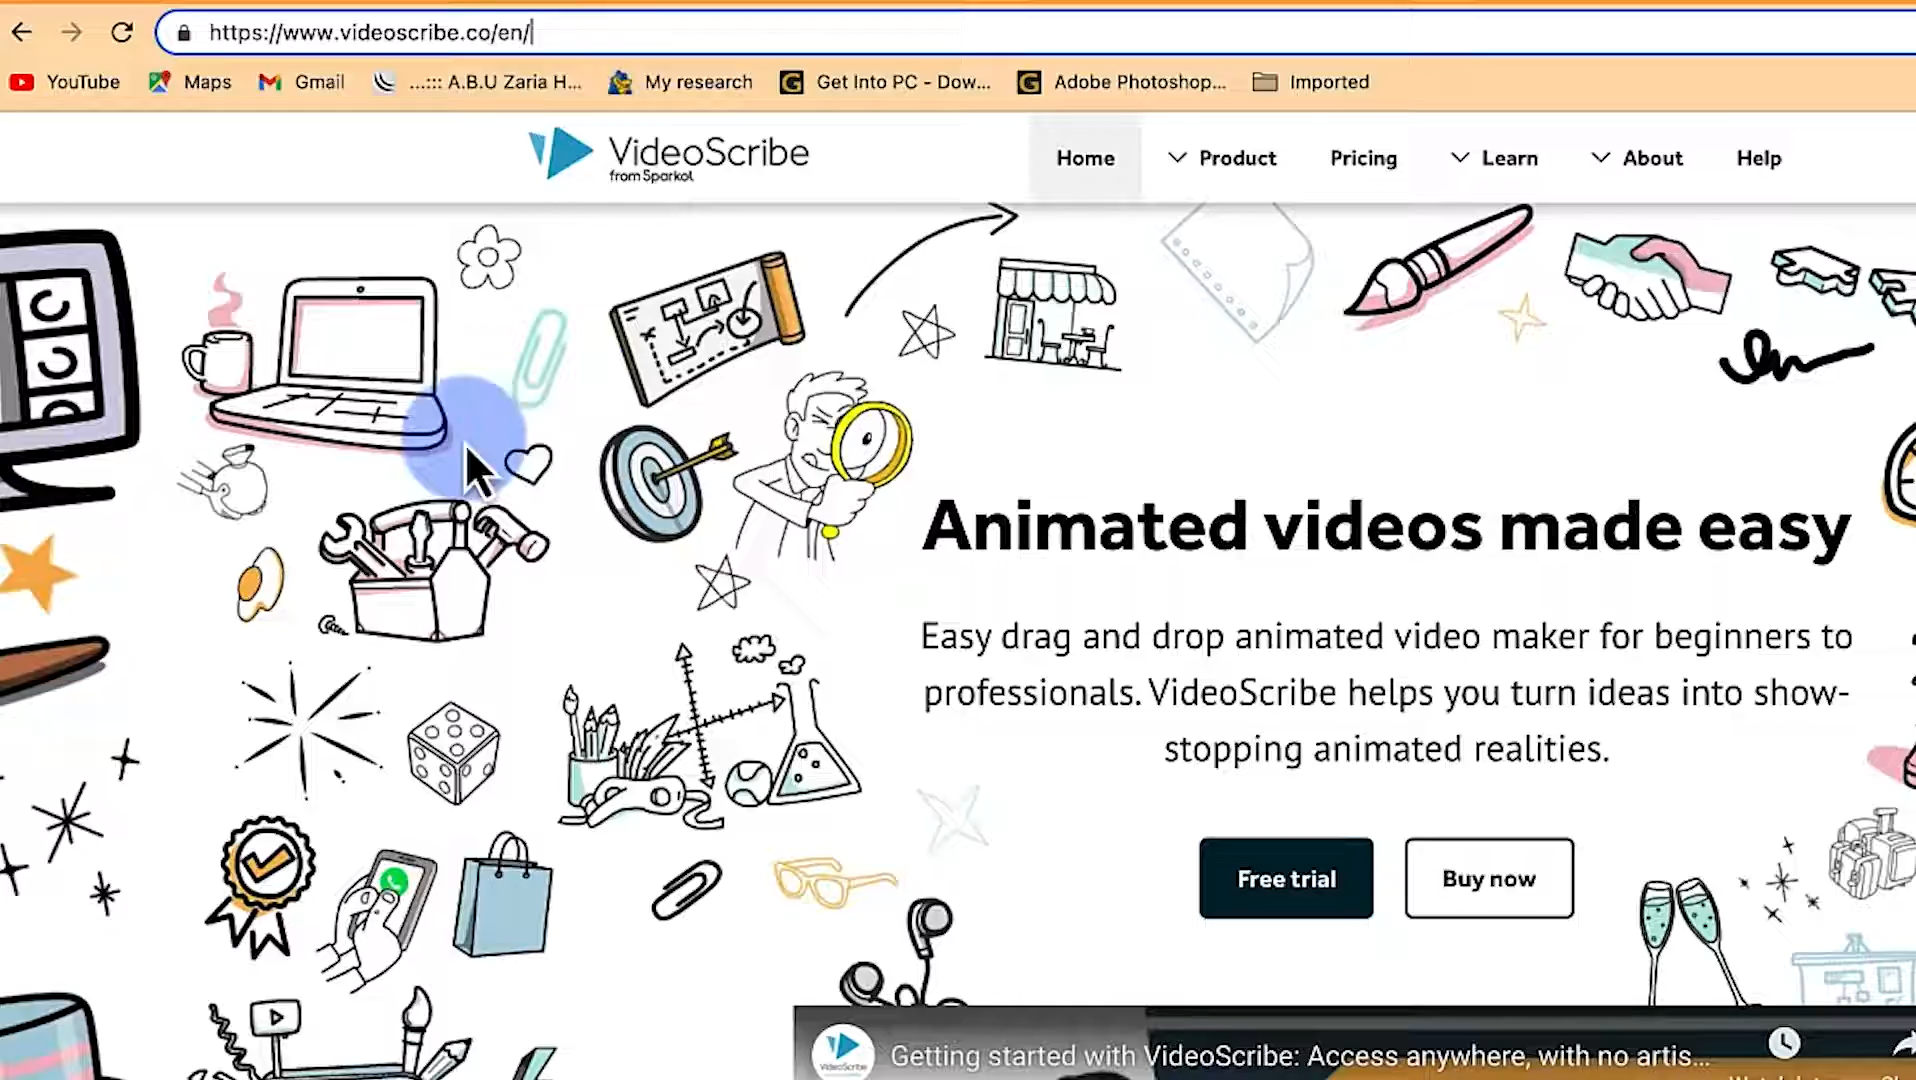 https://www.videoscribe.co/en/
YouTube Maps Gmail ...::: A.B.U Zaria H... My research Get Into PC - Dow... Adobe Photoshop... Imported
VideoScribe
from Sparkol
Home Product Pricing Learn About Help
Animated videos made easy
Easy drag and drop animated video maker for beginners to
professionals. VideoScribe helps you turn ideas into show-
stopping animated realities.
Free trial Buy now
VideoScribe
Getting started with VideoScribe: Access anywhere, with no artis...